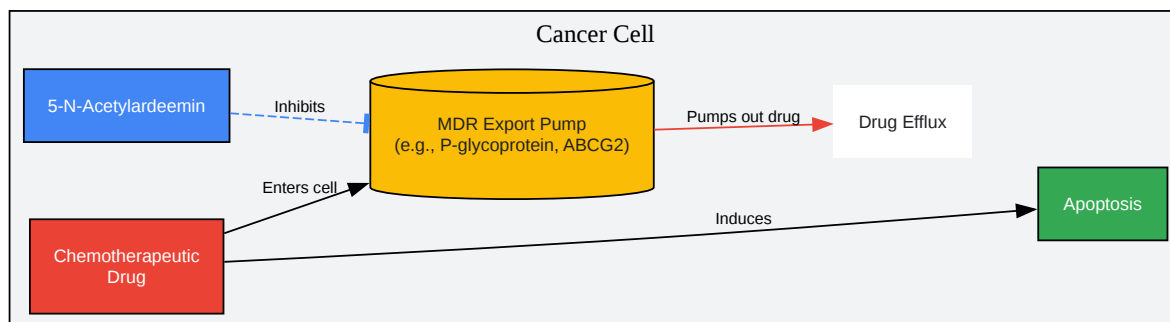 Cancer Cell
5-N-Acetylardeemin
Inhibits
MDR Export Pump
(e.g., P-glycoprotein, ABCG2)
Pumps out drug
Drug Efflux
Enters cell
Chemotherapeutic
Drug
Induces
Apoptosis